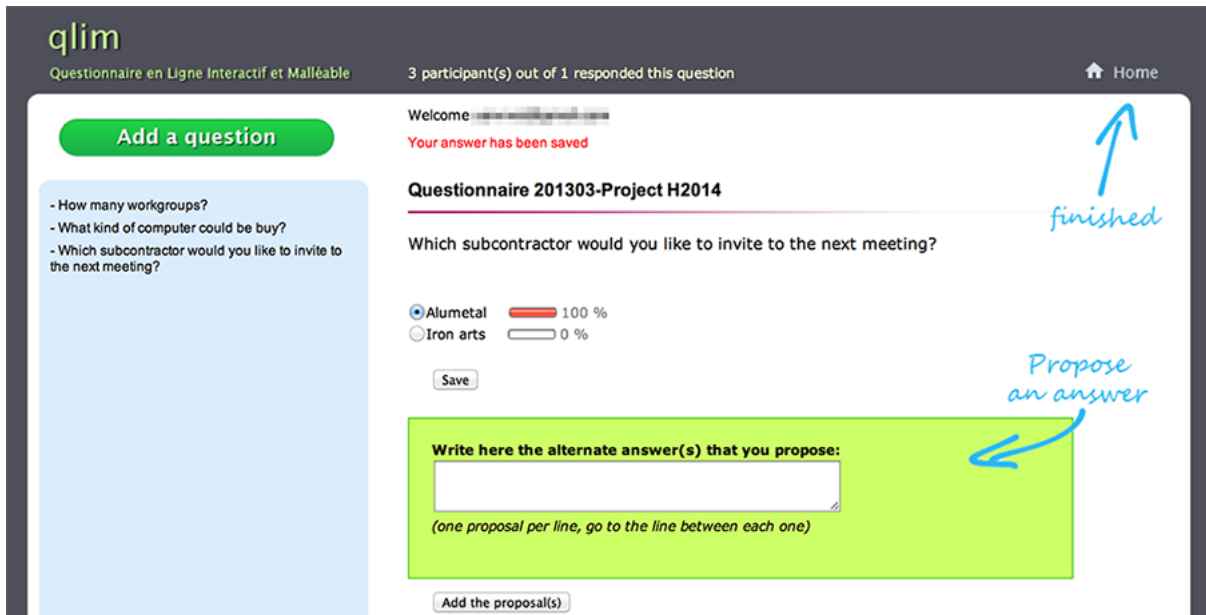 qlim
Questionnaire en Ligne Interactif et Malléable
3 participant(s) out of 1 responded this question
Home
Add a question
- How many workgroups?
- What kind of computer could be buy?
- Which subcontractor would you like to invite to
the next meeting?
Welcome
Your answer has been saved
Questionnaire 201303-Project H2014
finished
Which subcontractor would you like to invite to the next meeting?
Alumetal 100 %
Iron arts 0 %
Save
Propose
an answer
Write here the alternate answer(s) that you propose:
(one proposal per line, go to the line between each one)
Add the proposal(s)